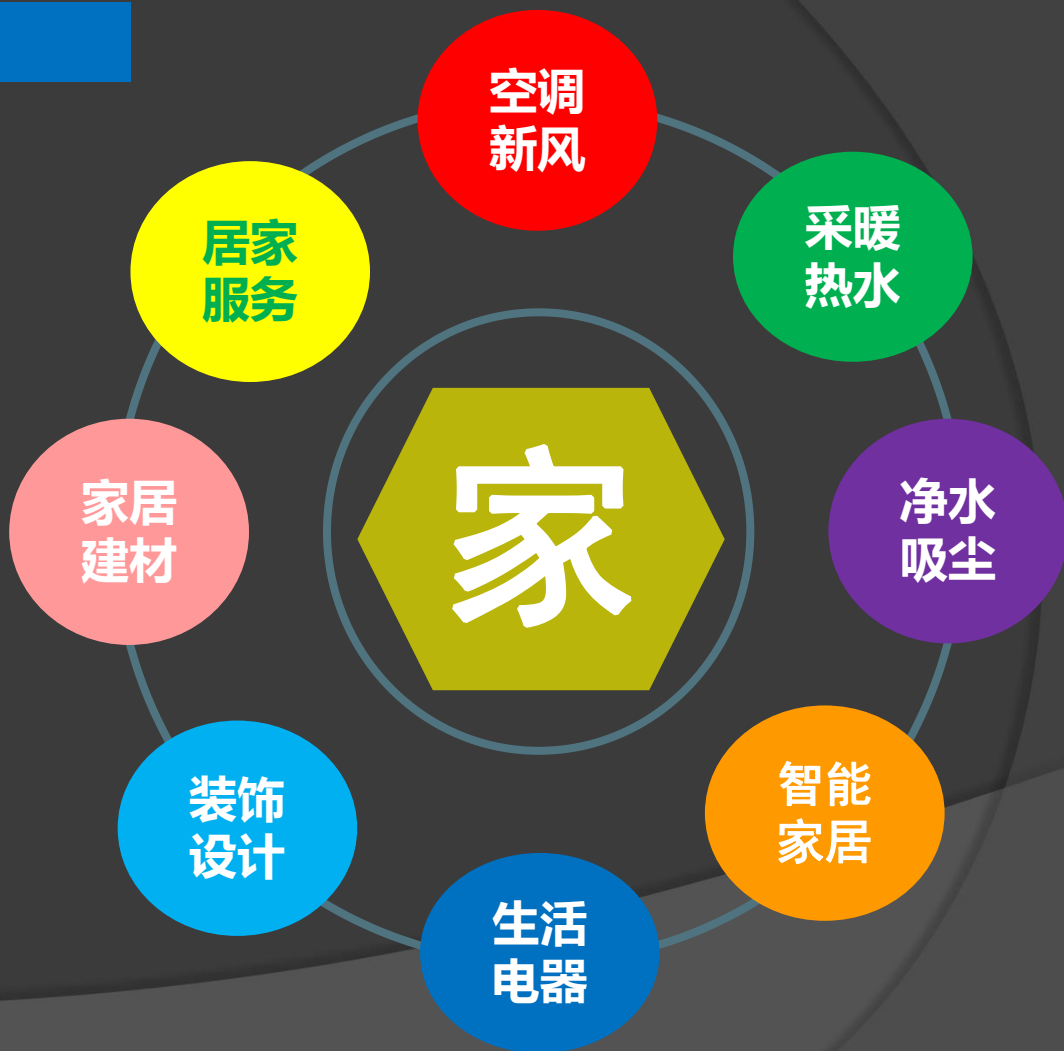 空调
新风
采暖
热水
净水
吸尘
智能
家居
生活
电器
装饰
设计
家居
建材
居家
服务
家